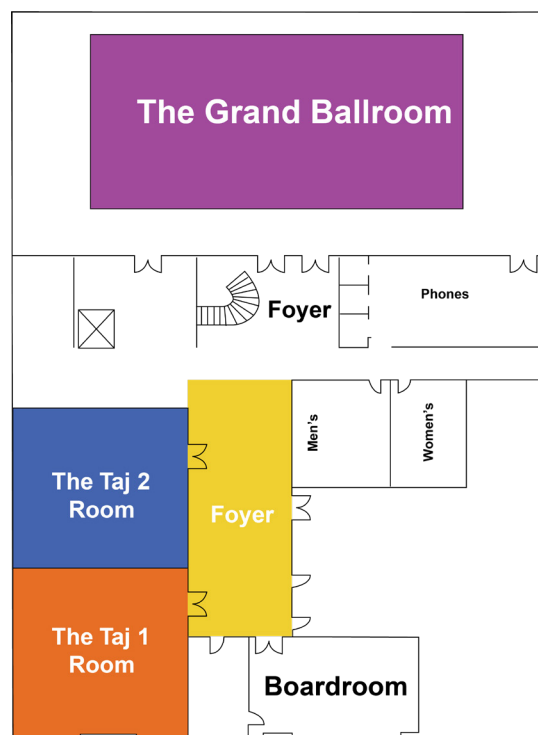 The Grand Ballroom
Foyer
Phones
Men's
Women's
The Taj 2
Room
Foyer
The Taj 1
Room
Boardroom